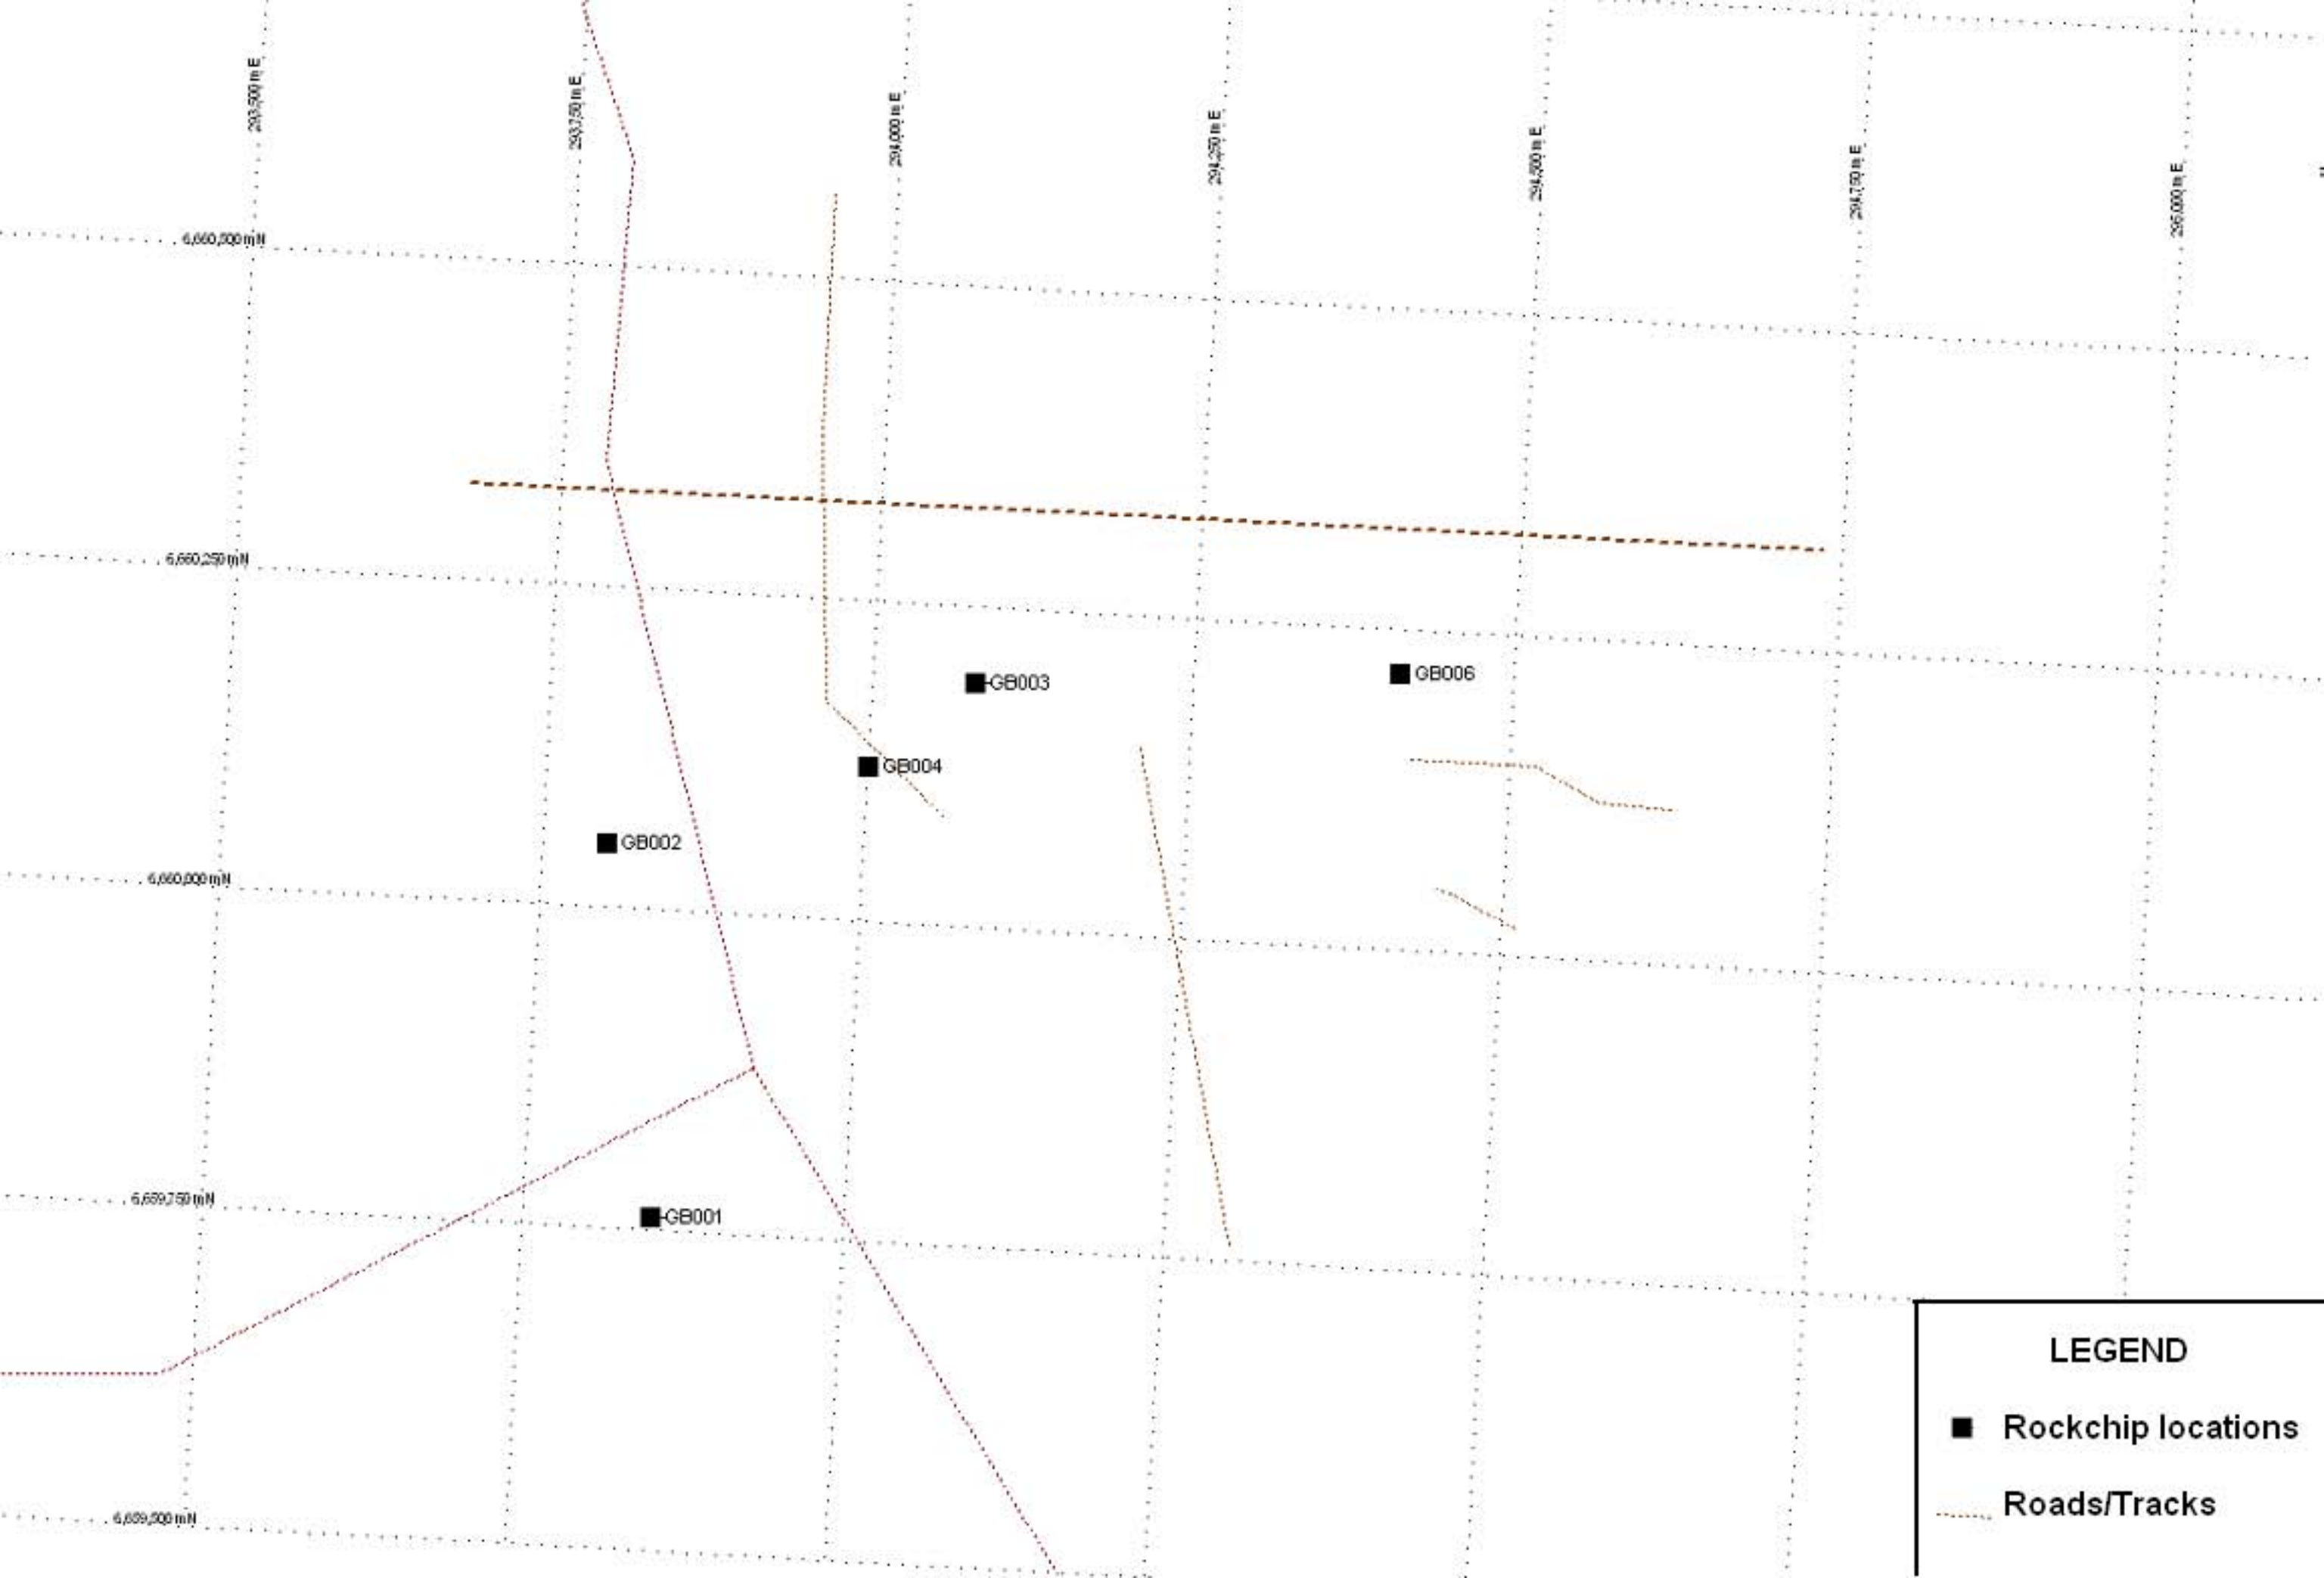 293,500 m E
293,750 m E
294,000 m E
294,250 m E
294,500 m E
294,750 m E
295,000 m E
6,660,500 m N
6,660,250 m N
GB003
GB006
GB004
GB002
6,660,000 m N
6,659,750 m N
GB001
6,659,500 m N
LEGEND
Rockchip locations
Roads/Tracks